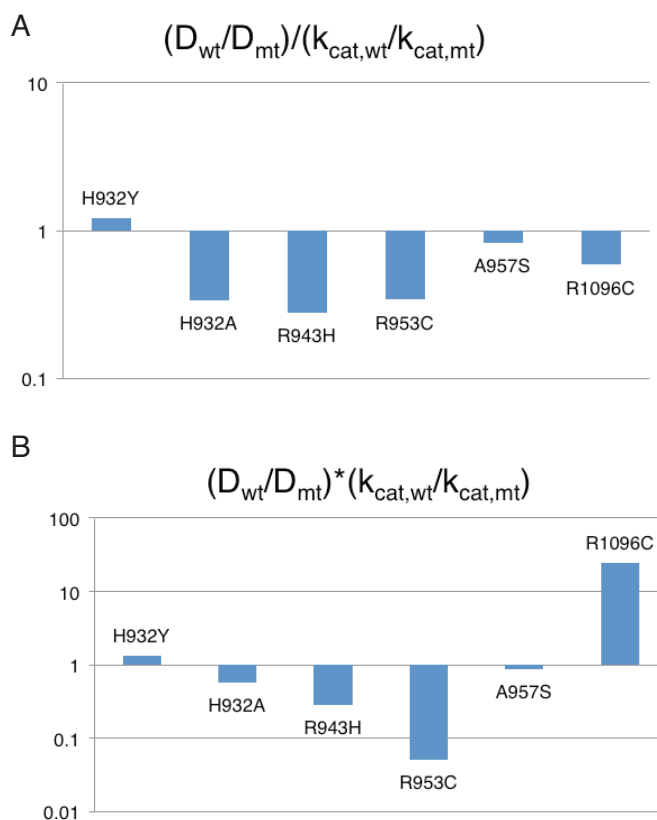 A
(Dwt/Dmt)/(kcat,wt/kcat,mt)
10
H932Y
1
A957S
H932A
R943H
R953C
R1096C
0.1
B
(Dwt/Dmt)*(kcat,wt/kcat,mt)
100
R1096C
10
H932Y
1
H932A
R943H
R953C
A957S
0.1
0.01